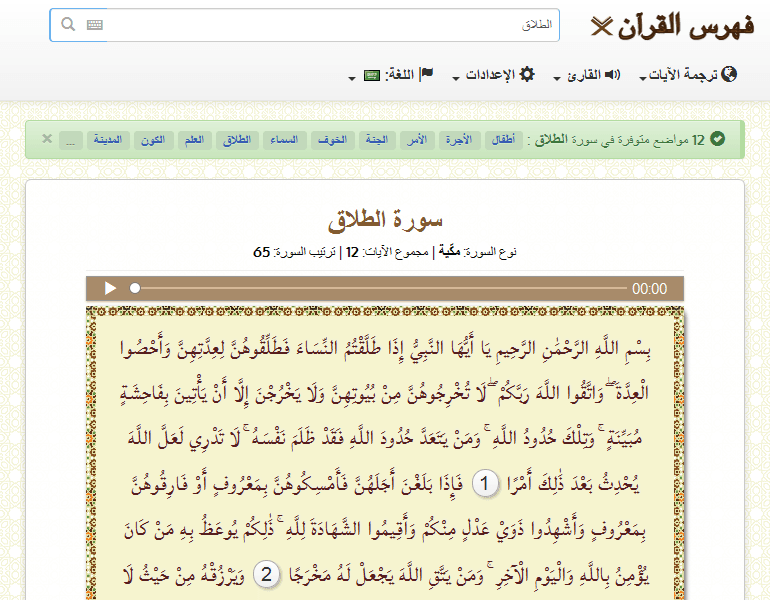 فهرس القرآن
الطلاق
ترجمة الآيات القارئ الإعدادات اللغة:
12 مواضع متوفرة في سورة الطلاق : أطفال الأجرة الأمر الجنة الخوف السماء الطلاق العلم الكون المدينة ... ×
سورة الطلاق
نوع السورة: مكّية | مجموع الآيات: 12 | ترتيب السورة: 65
00:00
بِسْمِ اللَّهِ الرَّحْمَٰنِ الرَّحِيمِ يَا أَيُّهَا النَّبِيُّ إِذَا طَلَّقْتُمُ النِّسَاءَ فَطَلِّقُوهُنَّ لِعِدَّتِهِنَّ وَأَحْصُوا
الْعِدَّةَ ۖ وَاتَّقُوا اللَّهَ رَبَّكُمْ ۖ لَا تُخْرِجُوهُنَّ مِنْ بُيُوتِهِنَّ وَلَا يَخْرُجْنَ إِلَّا أَنْ يَأْتِينَ بِفَاحِشَةٍ
مُبَيِّنَةٍ ۚ وَتِلْكَ حُدُودُ اللَّهِ ۚ وَمَنْ يَتَعَدَّ حُدُودَ اللَّهِ فَقَدْ ظَلَمَ نَفْسَهُ ۚ لَا تَدْرِي لَعَلَّ اللَّهَ
يُحْدِثُ بَعْدَ ذَٰلِكَ أَمْرًا 1 فَإِذَا بَلَغْنَ أَجَلَهُنَّ فَأَمْسِكُوهُنَّ بِمَعْرُوفٍ أَوْ فَارِقُوهُنَّ
بِمَعْرُوفٍ وَأَشْهِدُوا ذَوَيْ عَدْلٍ مِنْكُمْ وَأَقِيمُوا الشَّهَادَةَ لِلَّهِ ۚ ذَٰلِكُمْ يُوعَظُ بِهِ مَنْ كَانَ
يُؤْمِنُ بِاللَّهِ وَالْيَوْمِ الْآخِرِ ۚ وَمَنْ يَتَّقِ اللَّهَ يَجْعَلْ لَهُ مَخْرَجًا 2 وَيَرْزُقْهُ مِنْ حَيْثُ لَا